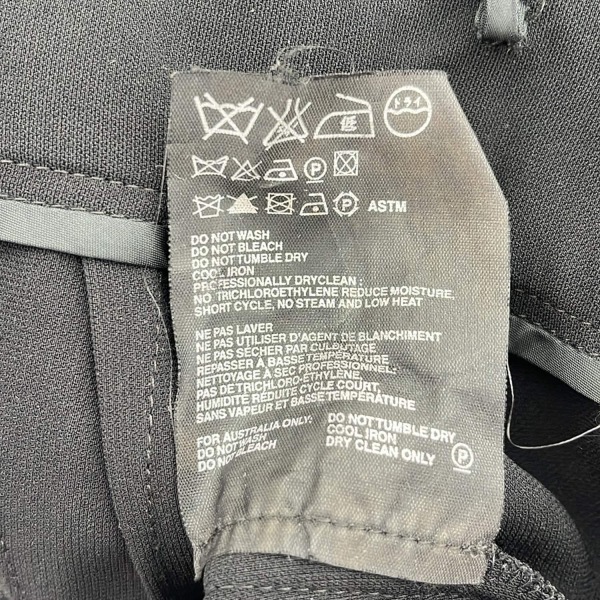 ドライ
P
P ASTM
DO NOT WASH
DO NOT BLEACH
DO NOT TUMBLE DRY
COOL IRON
PROFESSIONALLY DRYCLEAN :
NO TRICHLOROETHYLENE REDUCE MOISTURE,
SHORT CYCLE, NO STEAM AND LOW HEAT
NE PAS LAVER
NE PAS UTILISER D'AGENT DE BLANCHIMENT
NE PAS SÉCHER PAR CULBUTAGE
REPASSER À BASSE TEMPÉRATURE
NETTOYAGE À SEC PROFESSIONNEL:
PAS DE TRICHLORO-ÉTHYLÈNE,
HUMIDITÉ RÉDUITE CYCLE COURT,
SANS VAPEUR ET BASSE TEMPÉRATURE
FOR AUSTRALIA ONLY:
DO NOT WASH
DO NOT BLEACH
DO NOT TUMBLE DRY
COOL IRON
DRY CLEAN ONLY P